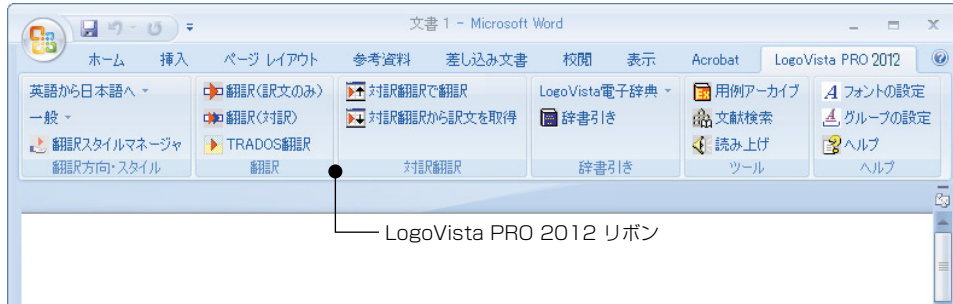 文書 1 - Microsoft Word
ホーム 挿入 ページ レイアウト 参考資料 差し込み文書 校閲 表示 Acrobat LogoVista PRO 2012
英語から日本語へ 翻訳(訳文のみ) 対訳翻訳で翻訳 LogoVista電子辞典 用例アーカイブ フォントの設定
一般 翻訳(対訳) 対訳翻訳から訳文を取得 辞書引き 文献検索 グループの設定
翻訳スタイルマネージャ TRADOS翻訳 読み上げ ヘルプ
翻訳方向・スタイル 翻訳 対訳翻訳 辞書引き ツール ヘルプ
LogoVista PRO 2012 リボン